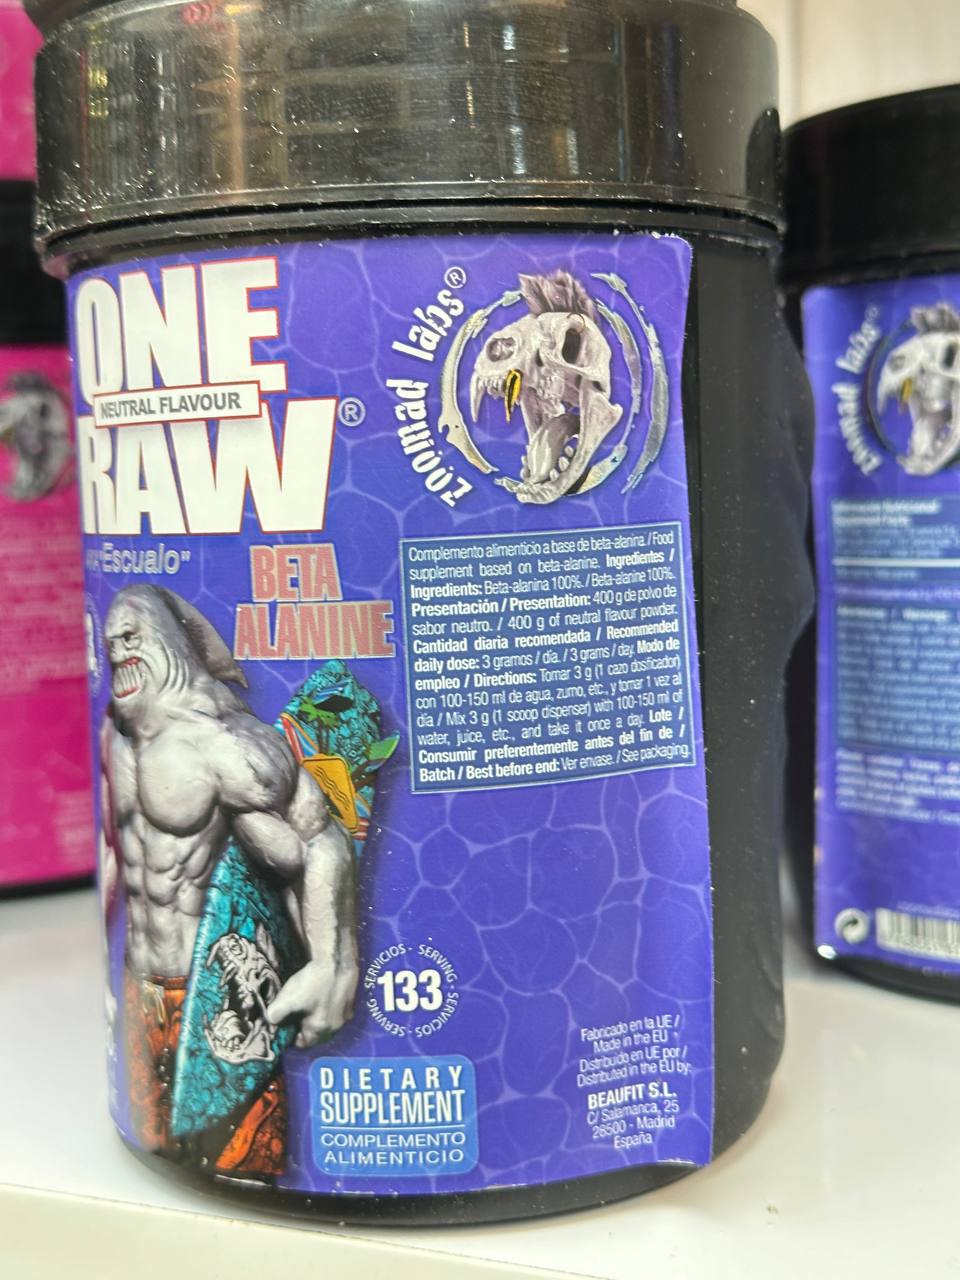 ONE
NEUTRAL FLAVOUR
RAW®
"Escualo"
BETA
ALANINE
zoomad labs®
Complemento alimenticio a base de beta-alanina. / Food
supplement based on beta-alanine. Ingredientes /
Ingredients: Beta-alanina 100%. / Beta-alanine 100%.
Presentación / Presentation: 400 g de polvo de
sabor neutro. / 400 g of neutral flavour powder.
Cantidad diaria recomendada / Recommended
daily dose: 3 gramos / día. / 3 grams / day. Modo de
empleo / Directions: Tomar 3 g (1 cazo dosificador)
con 100-150 ml de agua, zumo, etc., y tomar 1 vez al
día / Mix 3 g (1 scoop dispenser) with 100-150 ml of
water, juice, etc., and take it once a day. Lote /
Consumir preferentemente antes del fin de /
Batch / Best before end: Ver envase. / See packaging.
SERVICIOS - SERVING - SERVICIOS - SERVING -
133
DIETARY
SUPPLEMENT
COMPLEMENTO
ALIMENTICIO
Fabricado en la UE /
Made in the EU -
Distribuido en UE por /
Distributed in the EU by:
BEAUFIT S.L.
C/ Salamanca, 25
28500 - Madrid
España
zoomad labs®